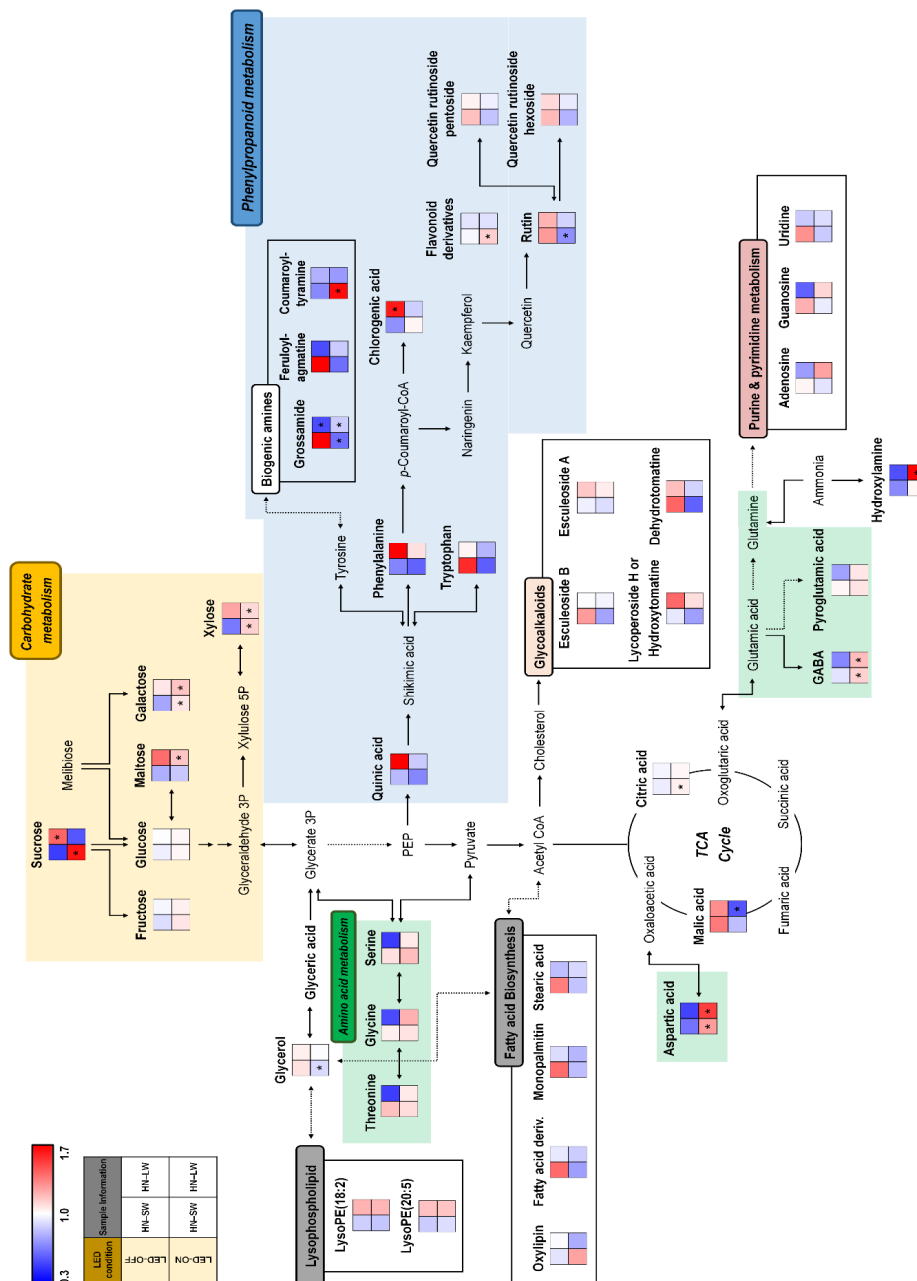 Carbohydrate
metabolism
Sucrose
*
*
Melibiose
Fructose
Glucose
Maltose
*
Galactose
*
*
Xylose
*
*
Glyceraldehyde 3P
Xylulose 5P
Phenylpropanoid metabolism
Biogenic amines
Grossamide
*
*
*
Feruloyl-
agmatine
Coumaroyl-
tyramine
*
Tyrosine
Phenylalanine
Tryptophan
Shikimic acid
Quinic acid
p-Coumaroyl-CoA
Chlorogenic acid
*
Naringenin
Kaempferol
Quercetin
Flavonoid
derivatives
*
Rutin
*
Quercetin rutinoside
pentoside
Quercetin rutinoside
hexoside
Glycerol
*
Glyceric acid
Glycerate 3P
PEP
Pyruvate
Acetyl CoA
Cholesterol
Amino acid metabolism
Threonine
Glycine
Serine
Lysophospholipid
LysoPE(18:2)
LysoPE(20:5)
Fatty acid Biosynthesis
Oxylipin
Fatty acid deriv.
Monopalmitin
Stearic acid
Glycoalkaloids
Esculeoside B
Esculeoside A
Lycoperoside H or
Hydroxytomatine
Dehydrotomatine
TCA
Cycle
Oxaloacetic acid
Citric acid
*
Oxoglutaric acid
Succinic acid
Fumaric acid
Malic acid
*
Aspartic acid
*
*
Glutamic acid
Glutamine
GABA
*
*
Pyroglutamic acid
Ammonia
Hydroxylamine
*
Purine & pyrimidine metabolism
Adenosine
Guanosine
Uridine
0.3
1.0
1.7
LED
condition
Sample Information
LED-OFF
HN-SW
HN-LW
LED-ON
HN-SW
HN-LW